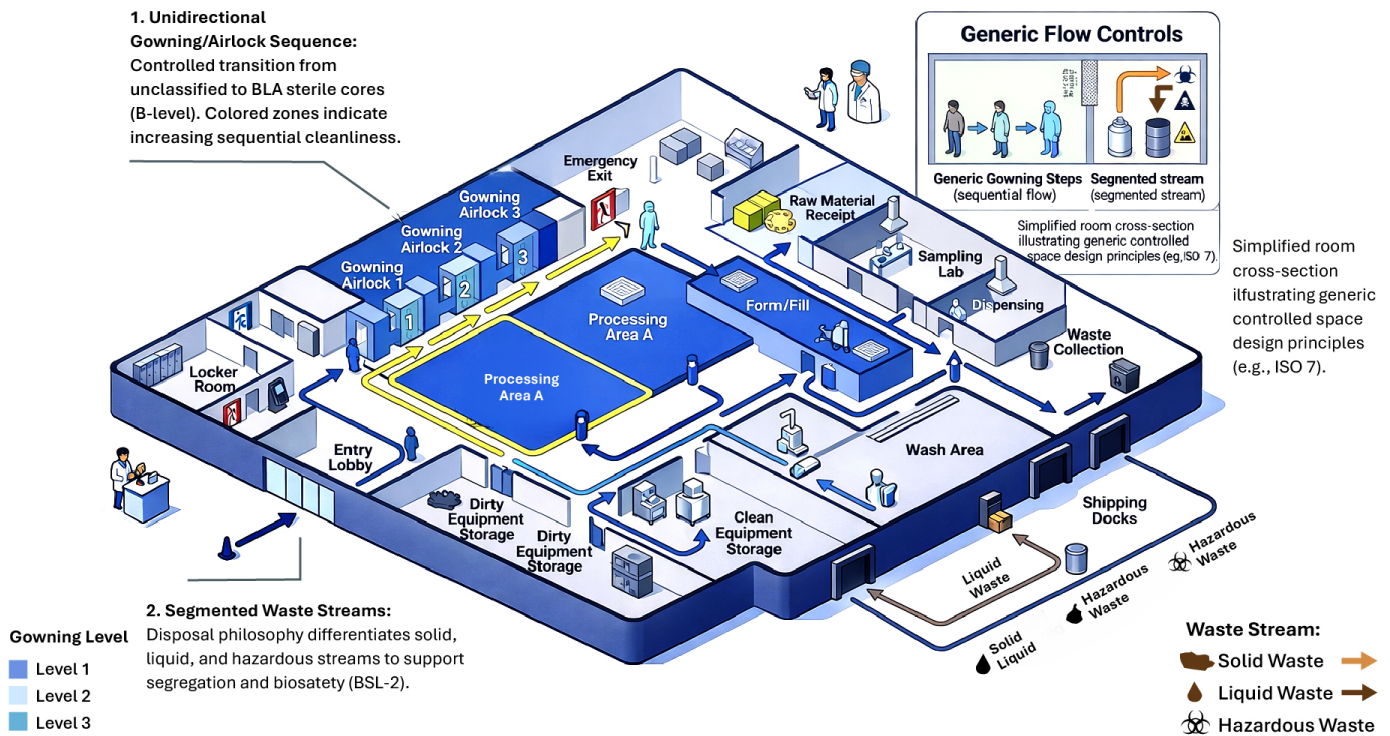 1. Unidirectional
Gowning/Airlock Sequence:
Controlled transition from
unclassified to BLA sterile cores
(B-level). Colored zones indicate
increasing sequential cleanliness.
Generic Flow Controls
Generic Gowning Steps
(sequential flow)
Segnented stream
(segmented stream)
Simplified room cross-section
illustrating generic controlled
space design principles (eg,ISO 7).
Simplified room
cross-section
ilfustrating generic
controlled space
design principles
(e.g., ISO 7).
Emergency
Exit
Gowning
Airlock 3
Gowning
Airlock 2
Gowning
Airlock 1
3
2
1
Raw Material
Receipt
Sampling
Lab
Dispensing
Form/Fill
Processing
Area A
Processing
Area A
Waste
Collection
Locker
Room
Entry
Lobby
Wash Area
Dirty
Equipment
Storage
Dirty
Equipment
Storage
Clean
Equipment
Storage
Shipping
Docks
Liquid
Waste
Hazardous
Waste
Hazardous
Waste
Solid
Liquid
2. Segmented Waste Streams:
Disposal philosophy differentiates solid,
liquid, and hazardous streams to support
segregation and biosatety (BSL-2).
Gowning Level
Level 1
Level 2
Level 3
Waste Stream:
Solid Waste
Liquid Waste
Hazardous Waste